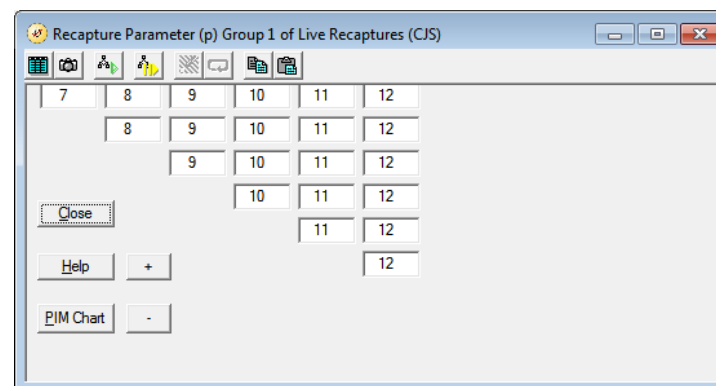 Recapture Parameter (p) Group 1 of Live Recaptures (CJS)
7 8 9 10 11 12
8 9 10 11 12
9 10 11 12
10 11 12
Close
11 12
Help + 12
PIM Chart -